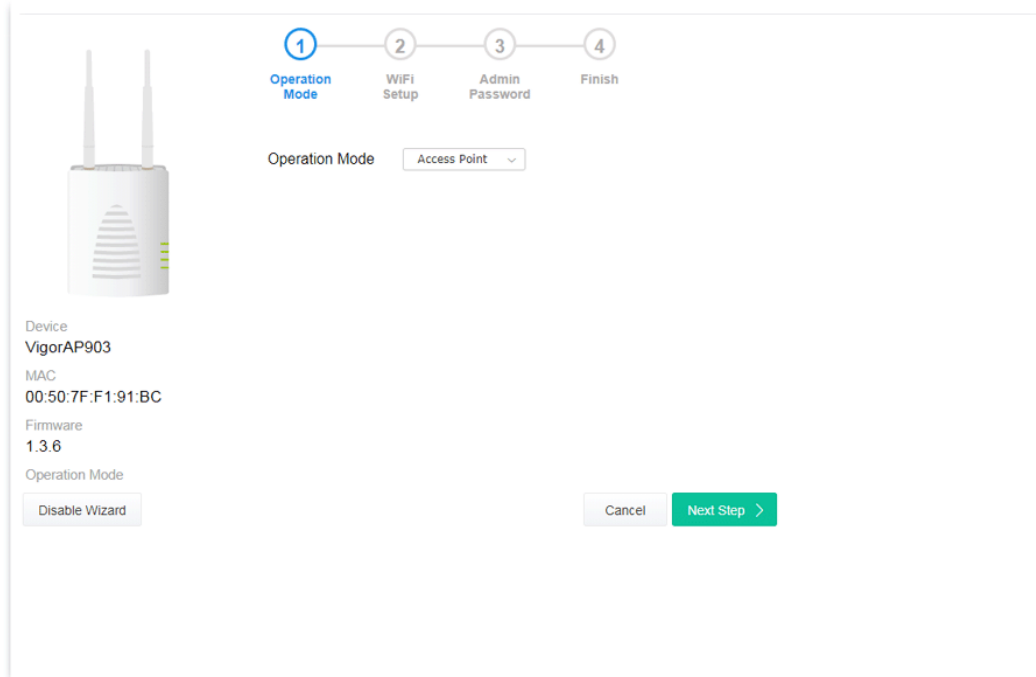 1
2
3
4
Operation
Mode
WiFi
Setup
Admin
Password
Finish
Operation Mode
Access Point
Device
VigorAP903
MAC
00:50:7F:F1:91:BC
Firmware
1.3.6
Operation Mode
Disable Wizard
Cancel
Next Step